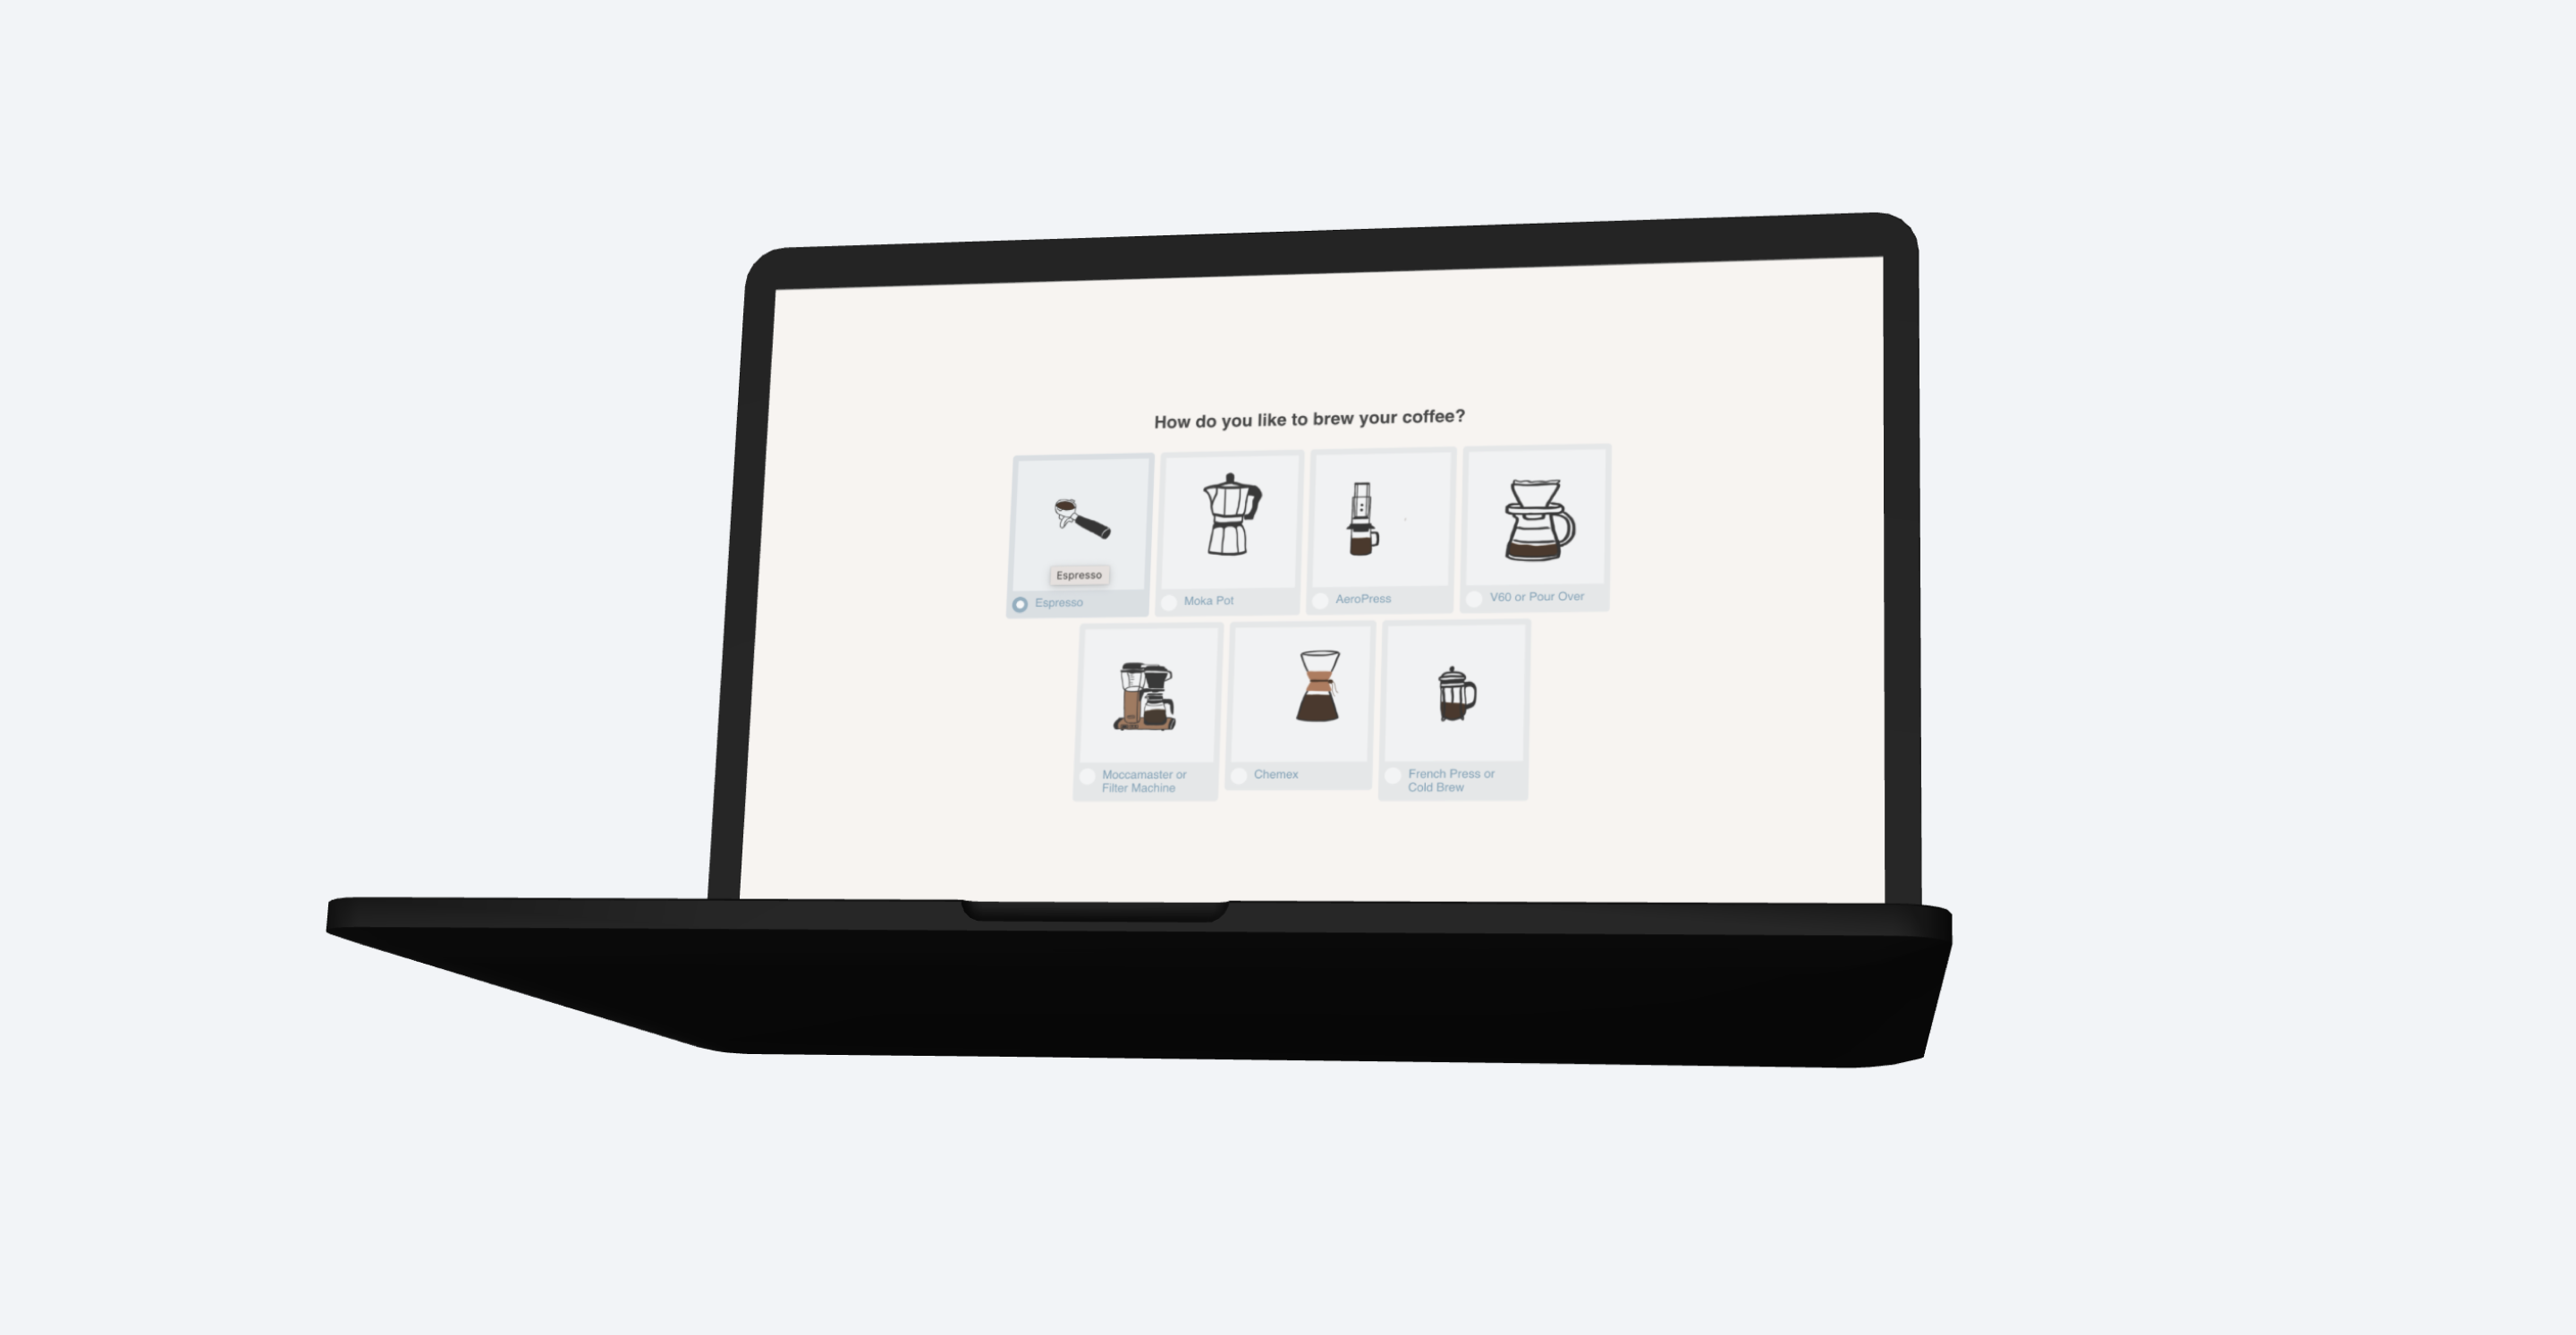 How do you like to brew your coffee?
Espresso
Espresso
Moka Pot
AeroPress
V60 or Pour Over
Moccamaster or
Filter Machine
Chemex
French Press or
Cold Brew